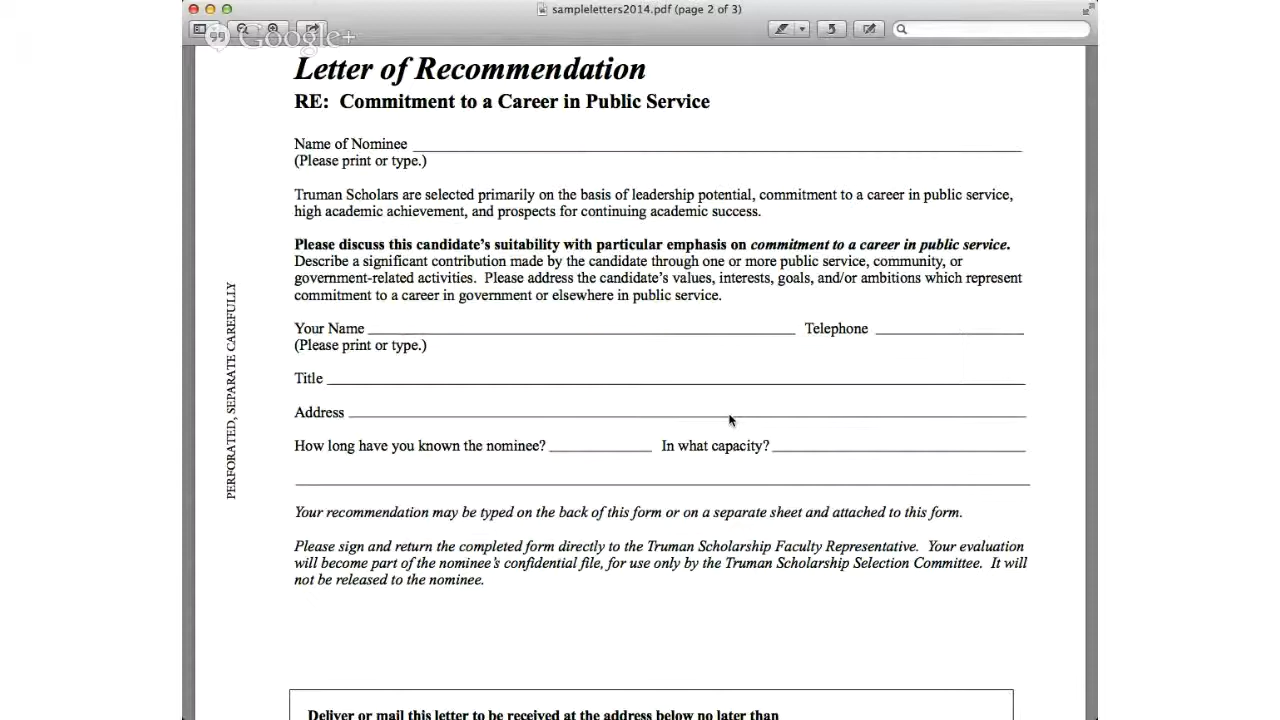 sampleletters2014.pdf (page 2 of 3)
Google+
Letter of Recommendation
RE: Commitment to a Career in Public Service
Name of Nominee
(Please print or type.)
Truman Scholars are selected primarily on the basis of leadership potential, commitment to a career in public service,
high academic achievement, and prospects for continuing academic success.
Please discuss this candidate's suitability with particular emphasis on commitment to a career in public service.
Describe a significant contribution made by the candidate through one or more public service, community, or
government-related activities. Please address the candidate's values, interests, goals, and/or ambitions which represent
commitment to a career in government or elsewhere in public service.
Your Name Telephone
(Please print or type.)
Title
Address
How long have you known the nominee? In what capacity?
Your recommendation may be typed on the back of this form or on a separate sheet and attached to this form.
Please sign and return the completed form directly to the Truman Scholarship Faculty Representative. Your evaluation
will become part of the nominee's confidential file, for use only by the Truman Scholarship Selection Committee. It will
not be released to the nominee.
PERFORATED, SEPARATE CAREFULLY
Deliver or mail this letter to be received at the address below no later than